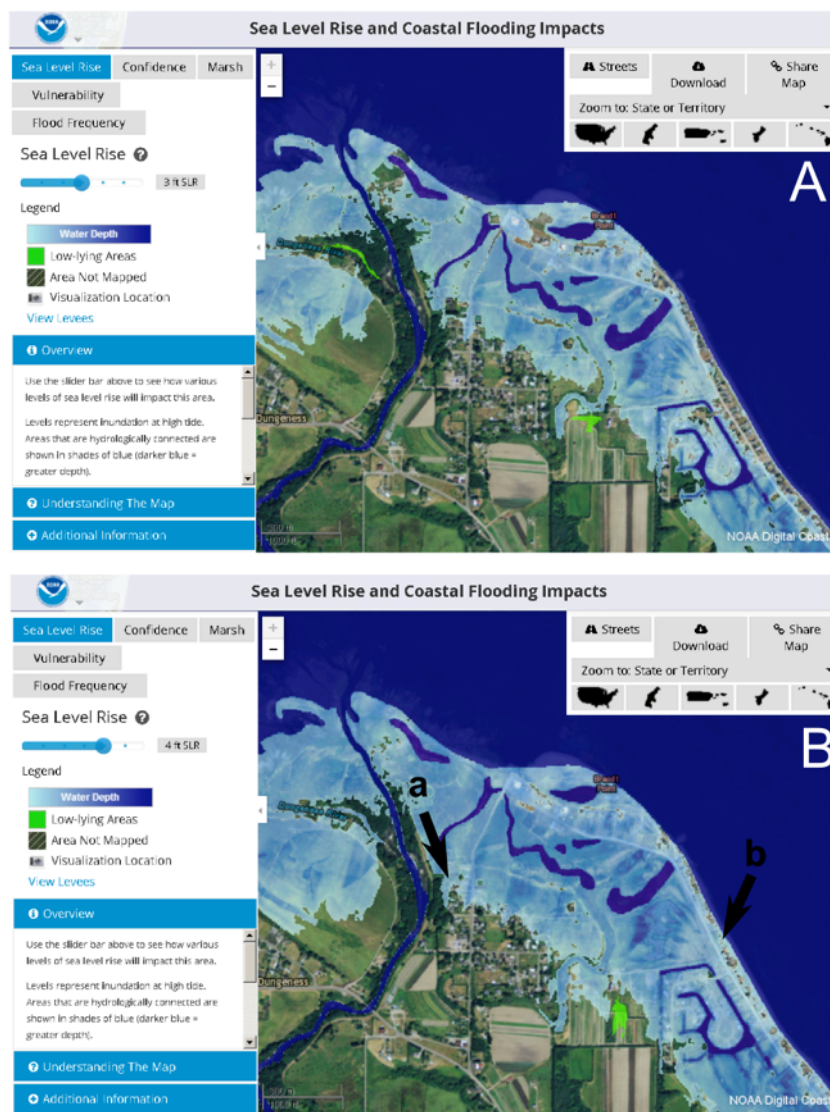 Sea Level Rise and Coastal Flooding Impacts
Sea Level Rise Confidence Marsh
Vulnerability
Flood Frequency
Sea Level Rise
3 ft SLR
Legend
Water Depth
Low-lying Areas
Area Not Mapped
Visualization Location
View Levees
Overview
Use the slider bar above to see how various
levels of sea level rise will impact this area.
Levels represent inundation at high tide.
Areas that are hydrologically connected are
shown in shades of blue (darker blue =
greater depth).
Understanding The Map
Additional Information
+
−
Streets Download Share Map
Zoom to: State or Territory
A
Brandt Point
Dungeness River
Dungeness
NOAA Digital Coast
Sea Level Rise and Coastal Flooding Impacts
Sea Level Rise Confidence Marsh
Vulnerability
Flood Frequency
Sea Level Rise
4 ft SLR
Legend
Water Depth
Low-lying Areas
Area Not Mapped
Visualization Location
View Levees
Overview
Use the slider bar above to see how various
levels of sea level rise will impact this area.
Levels represent inundation at high tide.
Areas that are hydrologically connected are
shown in shades of blue (darker blue =
greater depth).
Understanding The Map
Additional Information
+
−
Streets Download Share Map
Zoom to: State or Territory
B
Brandt Point
a
b
Dungeness River
Dungeness
NOAA Digital Coast